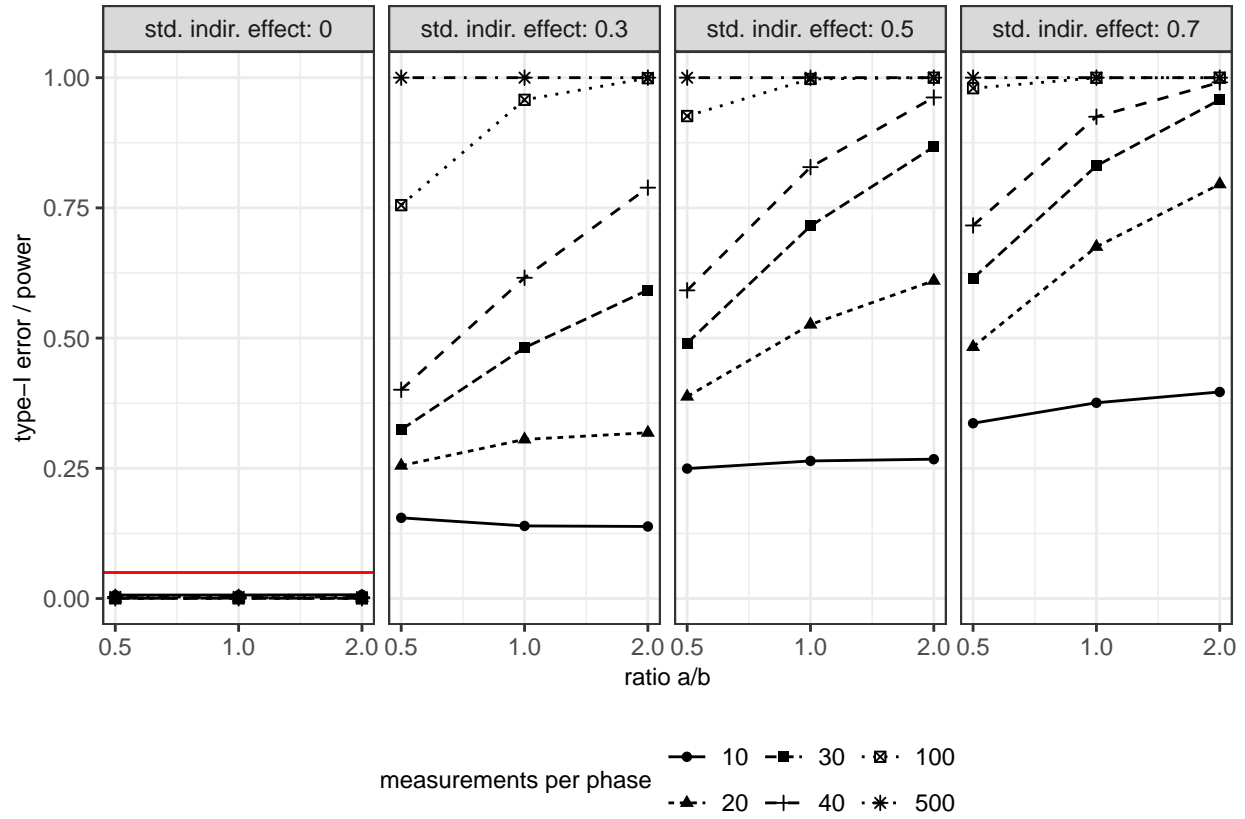 std. indir. effect: 0 std. indir. effect: 0.3 std. indir. effect: 0.5 std. indir. effect: 0.7
1.00
0.75
0.50
0.25
0.00
type−I error / power
0.5 1.0 2.0 0.5 1.0 2.0 0.5 1.0 2.0 0.5 1.0 2.0
ratio a/b
measurements per phase
10 30 100
20 40 500